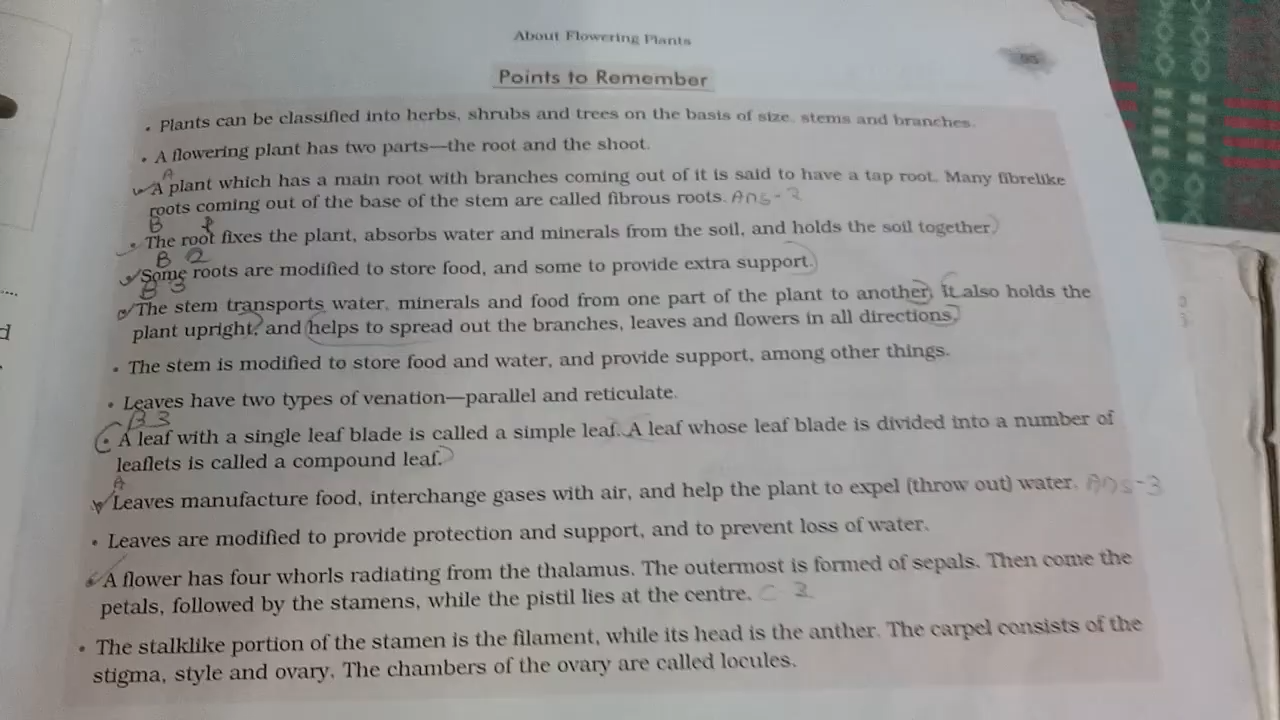 About Flowering Plants
Points to Remember
• Plants can be classified into herbs, shrubs and trees on the basis of size, stems and branches.
• A flowering plant has two parts—the root and the shoot.
A
A plant which has a main root with branches coming out of it is said to have a tap root. Many fibrelike
roots coming out of the base of the stem are called fibrous roots. Ans-2
B
• The root fixes the plant, absorbs water and minerals from the soil, and holds the soil together.
B 2
Some roots are modified to store food, and some to provide extra support.
B 3
The stem transports water, minerals and food from one part of the plant to another. It also holds the
plant upright, and helps to spread out the branches, leaves and flowers in all directions.
• The stem is modified to store food and water, and provide support, among other things.
• Leaves have two types of venation—parallel and reticulate.
B 3
• A leaf with a single leaf blade is called a simple leaf. A leaf whose leaf blade is divided into a number of
leaflets is called a compound leaf.
A
Leaves manufacture food, interchange gases with air, and help the plant to expel (throw out) water. Ans-3
• Leaves are modified to provide protection and support, and to prevent loss of water.
• A flower has four whorls radiating from the thalamus. The outermost is formed of sepals. Then come the
petals, followed by the stamens, while the pistil lies at the centre. C 3
• The stalklike portion of the stamen is the filament, while its head is the anther. The carpel consists of the
stigma, style and ovary. The chambers of the ovary are called locules.